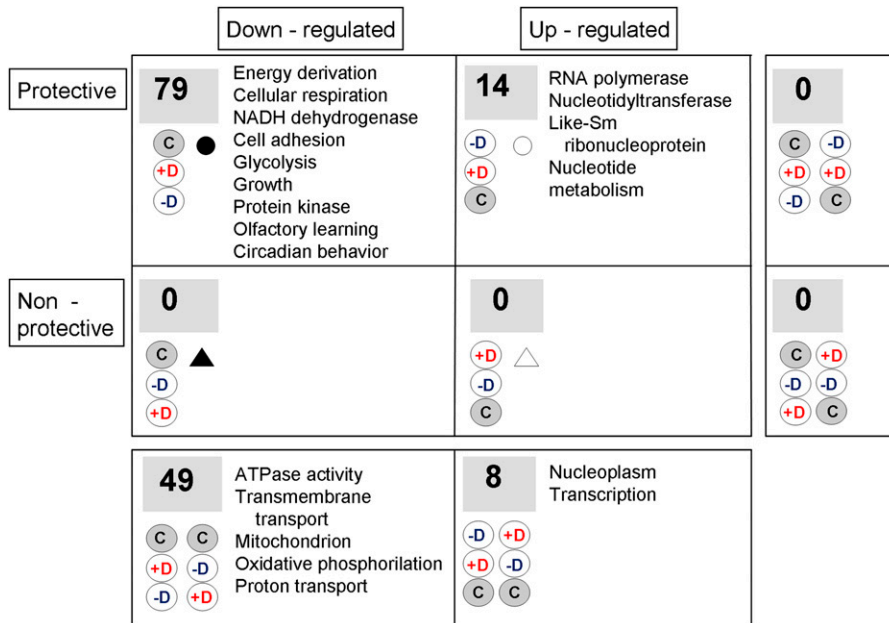 Down - regulated
Up - regulated
Protective
79
Energy derivation
Cellular respiration
NADH dehydrogenase
Cell adhesion
Glycolysis
Growth
Protein kinase
Olfactory learning
Circadian behavior
C
+D
-D
14
RNA polymerase
Nucleotidyltransferase
Like-Sm
ribonucleoprotein
Nucleotide
metabolism
-D
+D
C
0
C -D
+D +D
-D C
Non -
protective
0
C
-D
+D
0
+D
-D
C
0
C +D
-D -D
+D C
49
ATPase activity
Transmembrane
transport
Mitochondrion
Oxidative phosphorilation
Proton transport
C C
+D -D
-D +D
8
Nucleoplasm
Transcription
-D +D
+D -D
C C